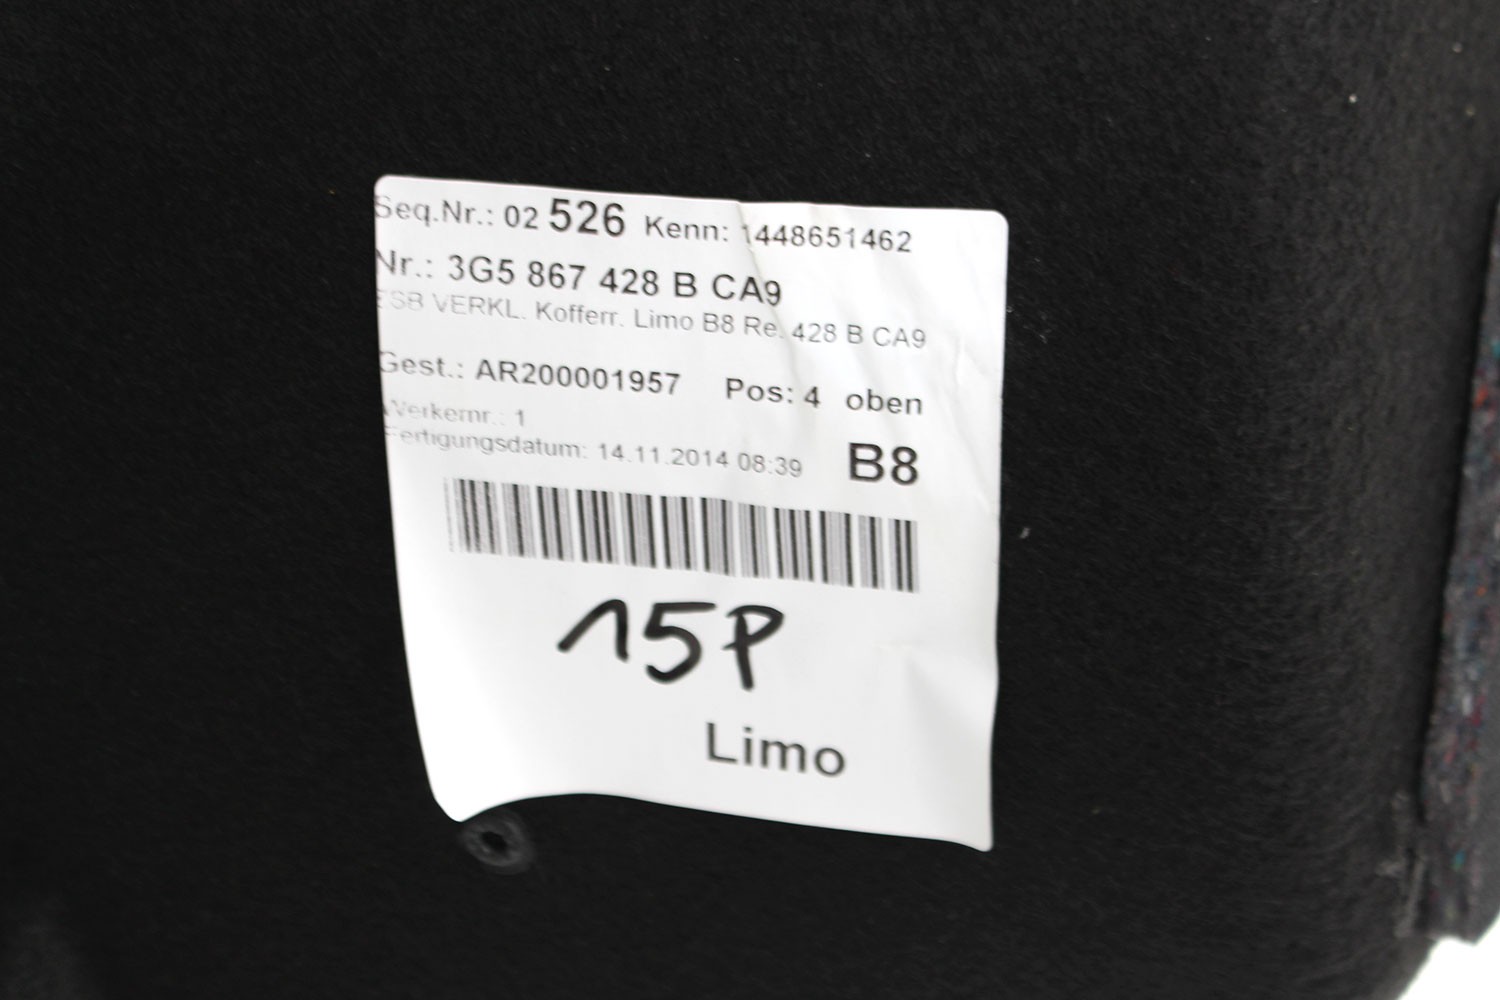 Seq.Nr.: 02 526 Kenn: 1448651462
Nr.: 3G5 867 428 B CA9
ESB VERKL. Kofferr. Limo B8 Re. 428 B CA9
Gest.: AR200001957 Pos: 4 oben
Werkernr.: 1
Fertigungsdatum: 14.11.2014 08:39 B8
15P
Limo